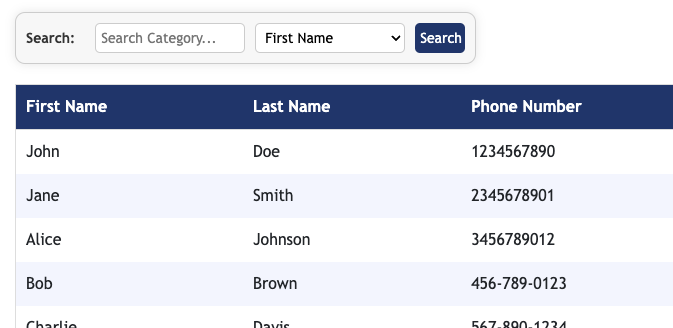 Search: Search Category... First Name Search
First Name Last Name Phone Number
John Doe 1234567890
Jane Smith 2345678901
Alice Johnson 3456789012
Bob Brown 456-789-0123
Charlie Davis 567-890-1234